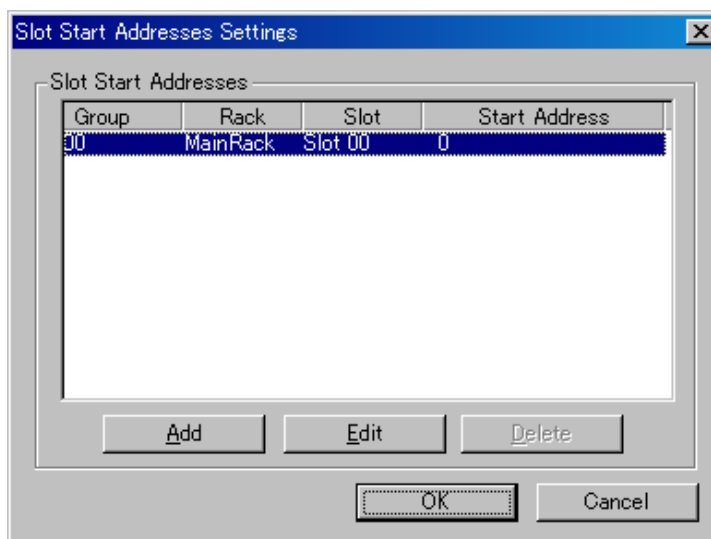 Slot Start Addresses Settings
Slot Start Addresses
Group Rack Slot Start Address
00 MainRack Slot 00 0
Add Edit Delete
OK Cancel